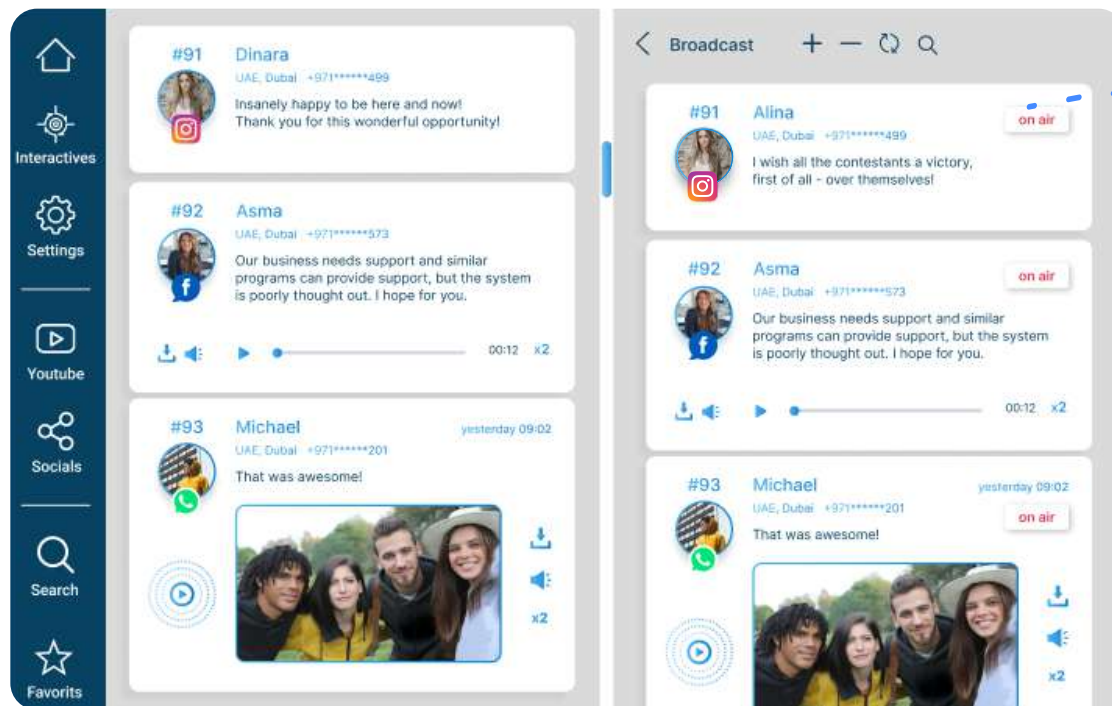 Interactives
Settings
Youtube
Socials
Search
Favorits
#91 Dinara
UAE, Dubai +971******499
Insanely happy to be here and now!
Thank you for this wonderful opportunity!
#92 Asma
UAE, Dubai +971******573
Our business needs support and similar
programs can provide support, but the system
is poorly thought out. I hope for you.
00:12 x2
#93 Michael yesterday 09:02
UAE, Dubai +971******201
That was awesome!
x2
Broadcast
#91 Alina
on air
UAE, Dubai +971******499
I wish all the contestants a victory,
first of all - over themselves!
#92 Asma
on air
UAE, Dubai +971******573
Our business needs support and similar
programs can provide support, but the system
is poorly thought out. I hope for you.
00:12 x2
#93 Michael yesterday 09:02
UAE, Dubai +971******201
on air
That was awesome!
x2